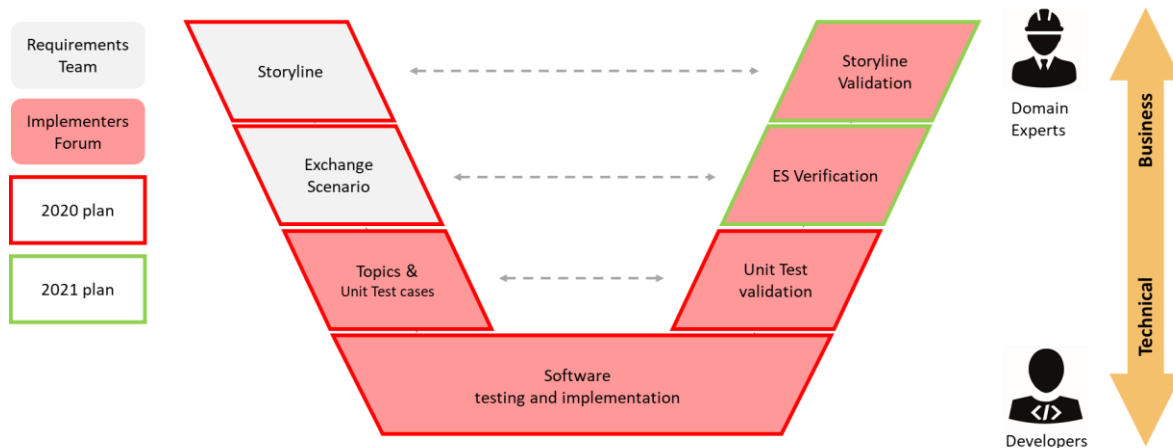 Requirements
Team
Implementers
Forum
2020 plan
2021 plan
Storyline
Exchange
Scenario
Topics &
Unit Test cases
Software
testing and implementation
Unit Test
validation
ES Verification
Storyline
Validation
Domain
Experts
</>
Developers
Business
Technical